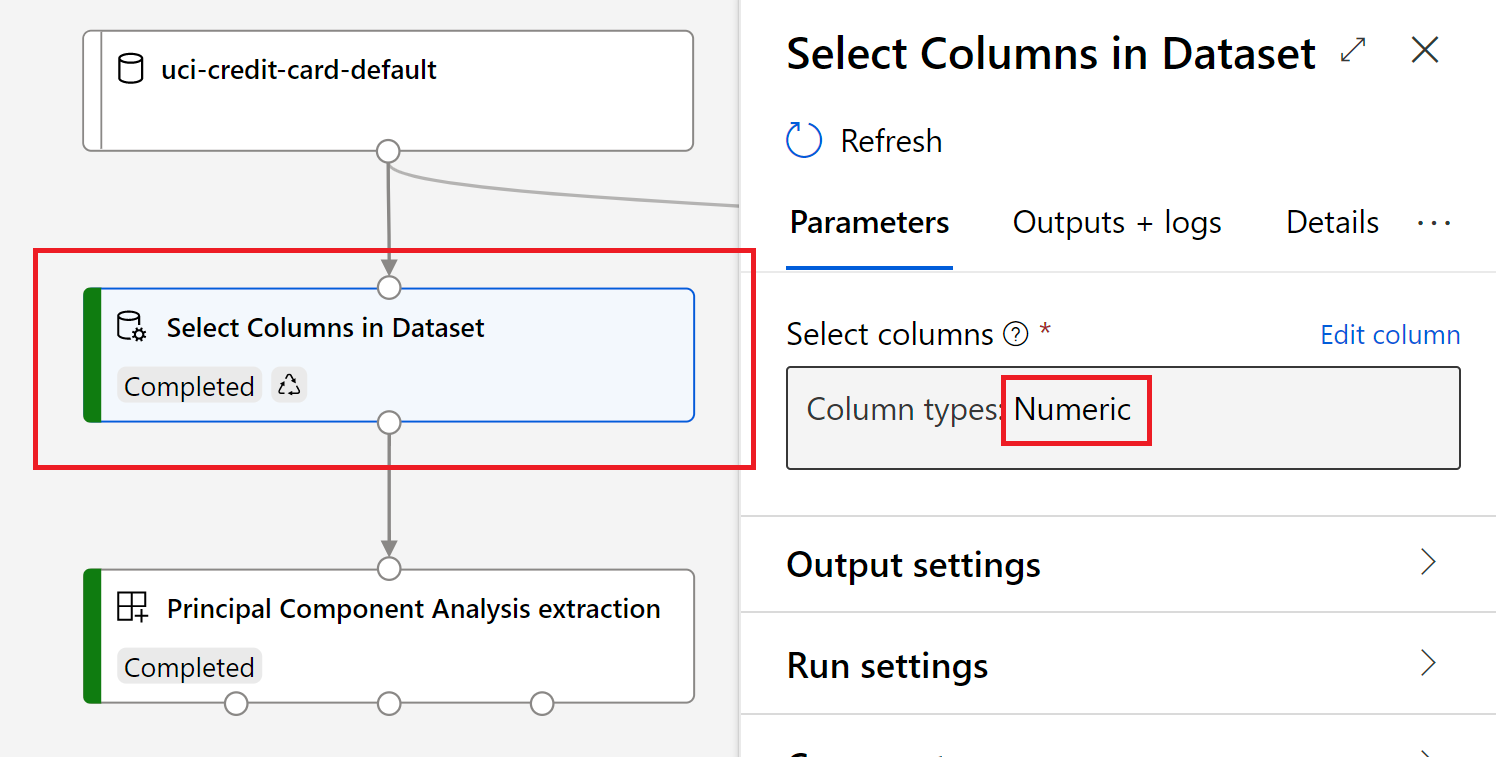 uci-credit-card-default
Select Columns in Dataset
Completed
Principal Component Analysis extraction
Completed
Select Columns in Dataset
Refresh
Parameters Outputs + logs Details ...
Select columns ? * Edit column
Column types: Numeric
Output settings
Run settings